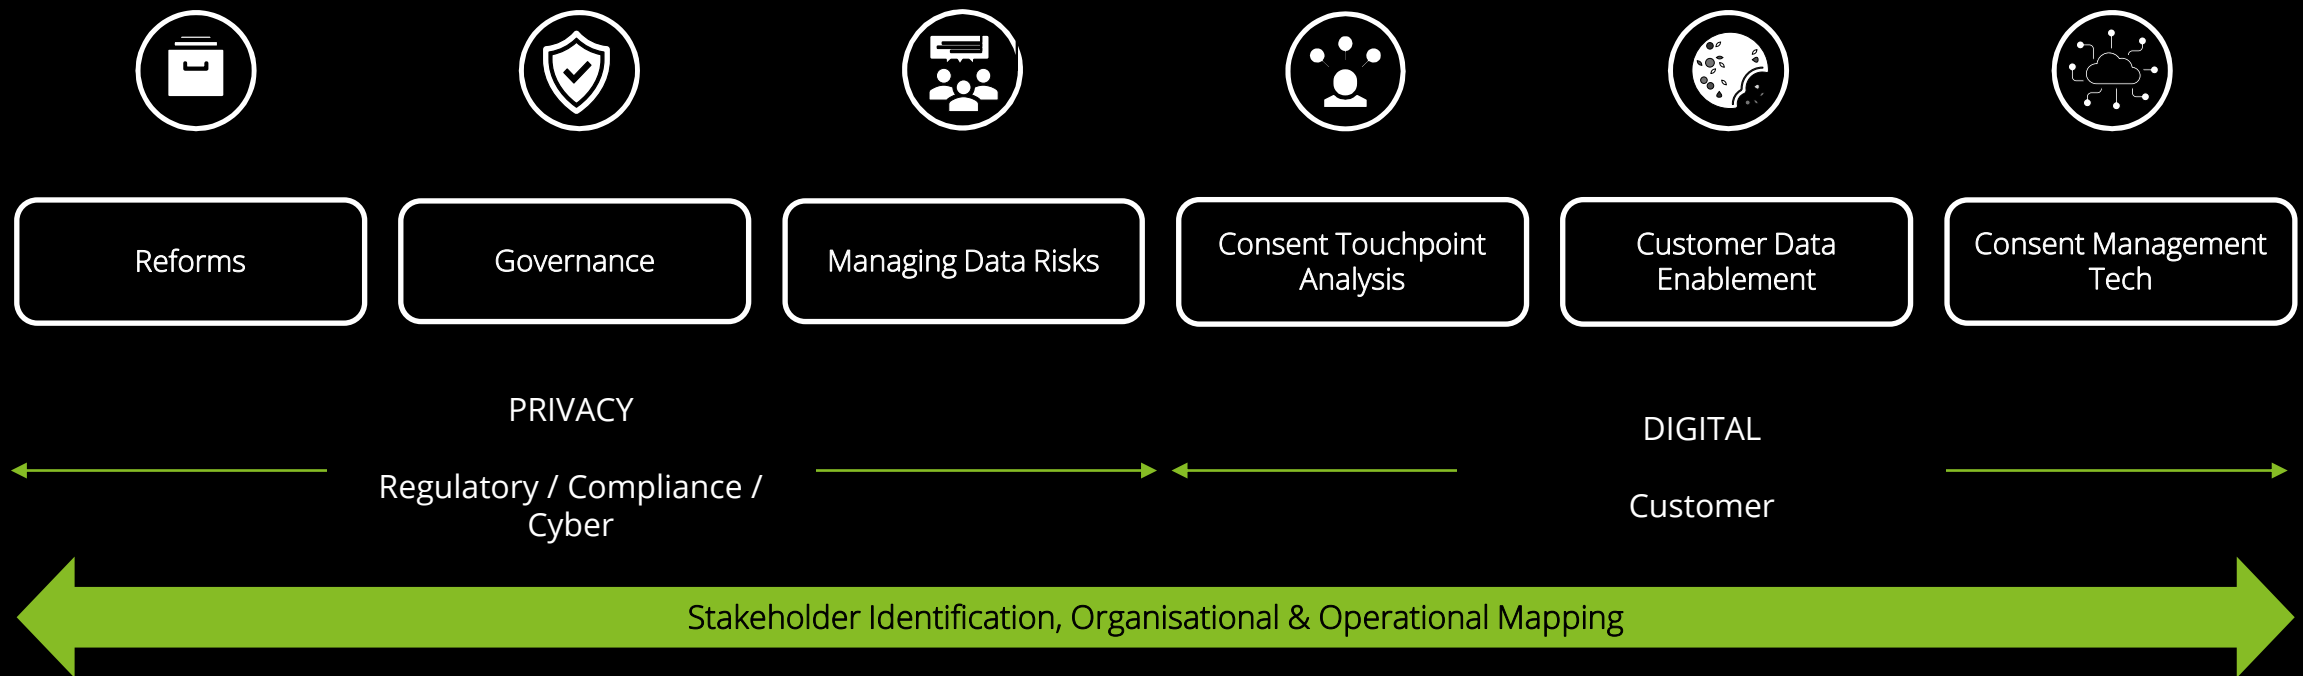 Reforms
Governance
Managing Data Risks
Consent Touchpoint
Analysis
Customer Data
Enablement
Consent Management
Tech
PRIVACY
Regulatory / Compliance /
Cyber
DIGITAL
Customer
Stakeholder Identification, Organisational & Operational Mapping